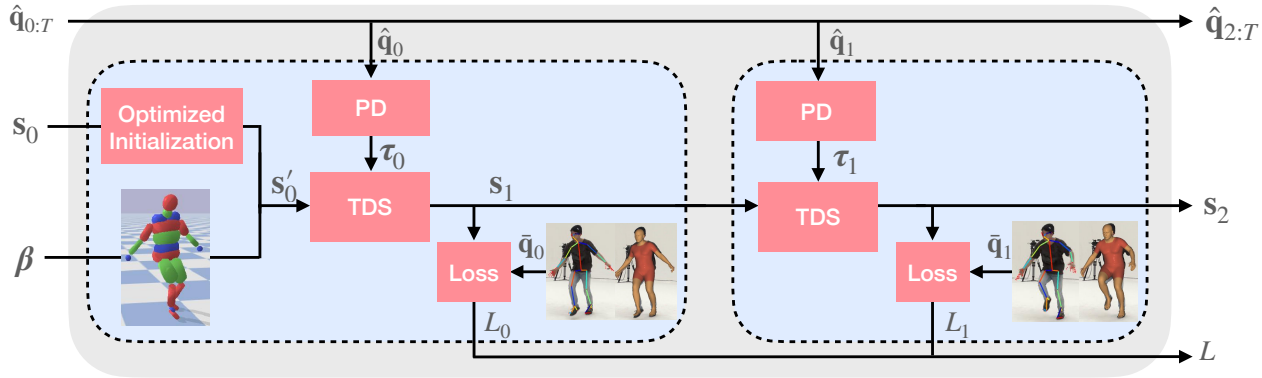 q̂₀:T
q̂₂:T
q̂₀
q̂₁
s₀
Optimized
Initialization
PD
PD
τ₀
τ₁
s′₀
TDS
s₁
TDS
s₂
β
q̄₀
q̄₁
Loss
Loss
L₀
L₁
L